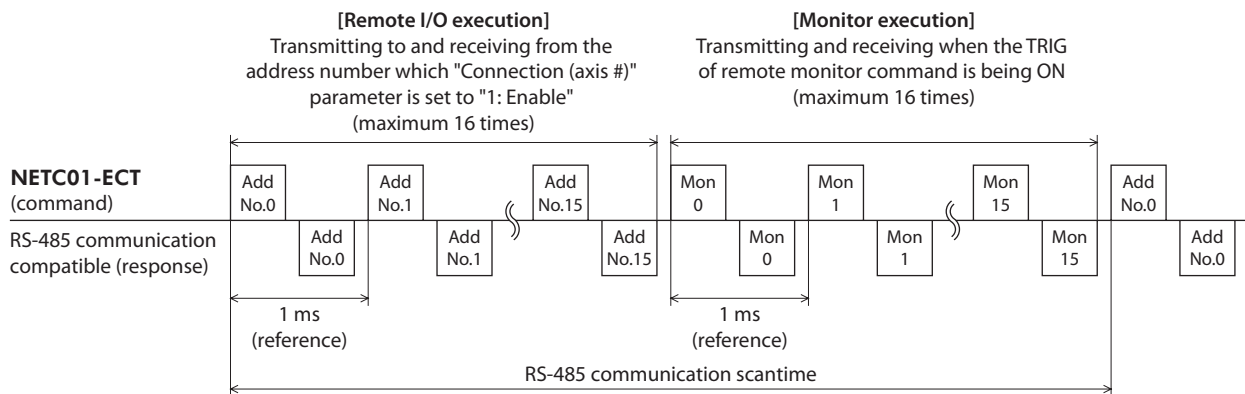 [Remote I/O execution]
Transmitting to and receiving from the
address number which "Connection (axis #)"
parameter is set to "1: Enable"
(maximum 16 times)
[Monitor execution]
Transmitting and receiving when the TRIG
of remote monitor command is being ON
(maximum 16 times)
NETC01-ECT
(command)
Add
No.0
Add
No.1
Add
No.15
Mon
0
Mon
1
Mon
15
Add
No.0
RS-485 communication
compatible (response)
Add
No.0
Add
No.1
Add
No.15
Mon
0
Mon
1
Mon
15
Add
No.0
1 ms
(reference)
1 ms
(reference)
RS-485 communication scantime